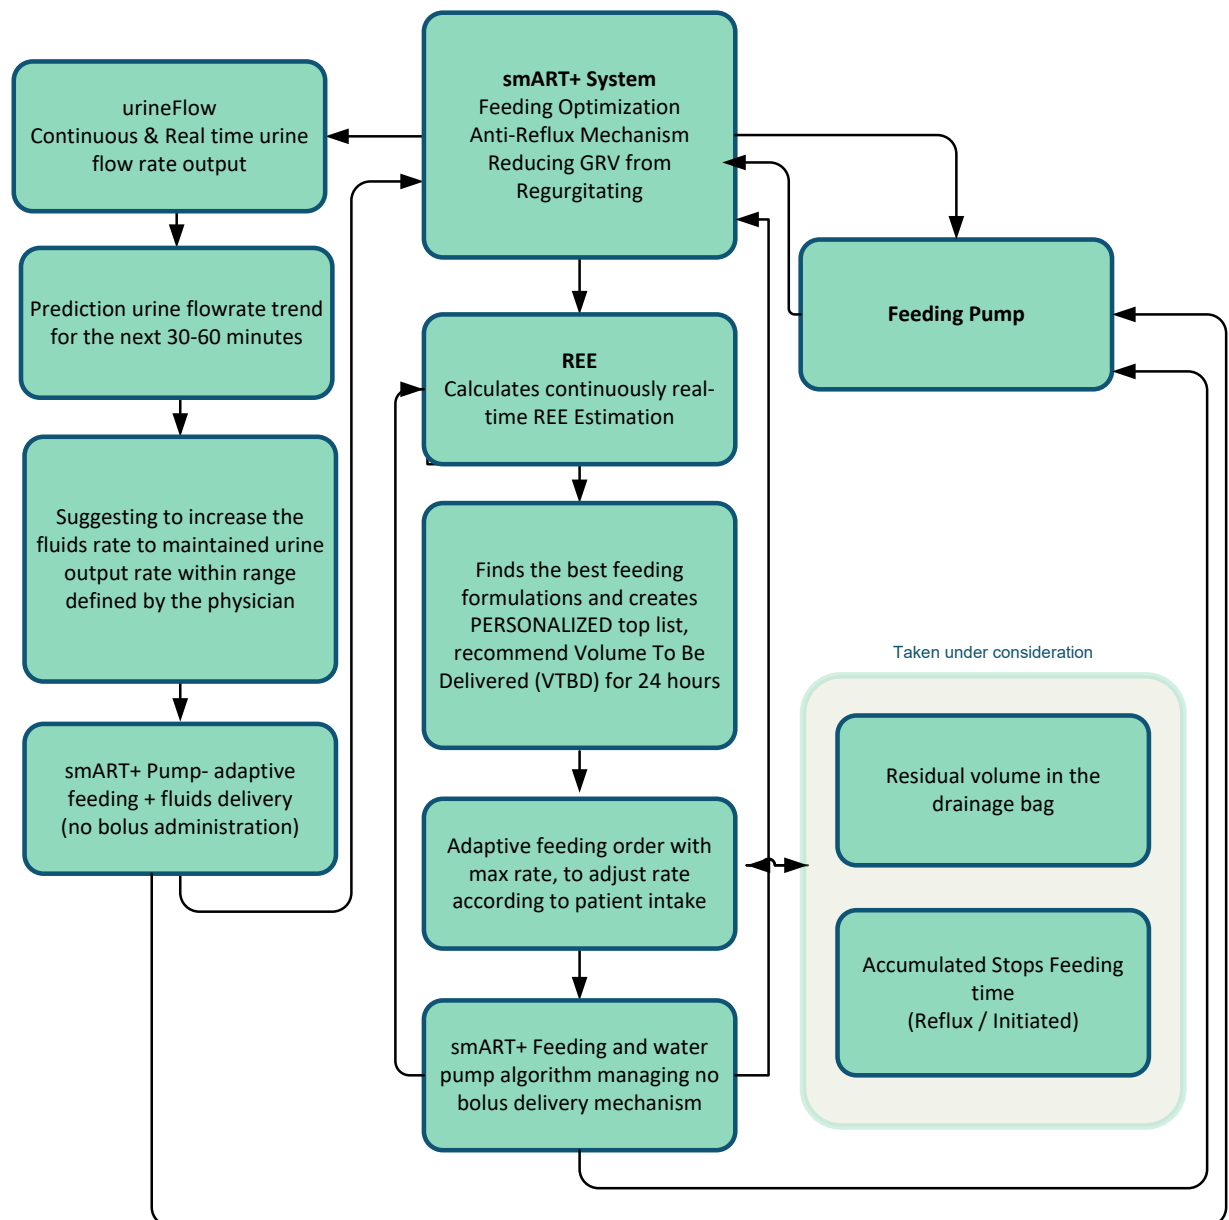 smART+ System
Feeding Optimization
Anti-Reflux Mechanism
Reducing GRV from
Regurgitating
urineFlow
Continuous & Real time urine
flow rate output
Prediction urine flowrate trend
for the next 30-60 minutes
Suggesting to increase the
fluids rate to maintained urine
output rate within range
defined by the physician
smART+ Pump- adaptive
feeding + fluids delivery
(no bolus administration)
Feeding Pump
REE
Calculates continuously real-
time REE Estimation
Finds the best feeding
formulations and creates
PERSONALIZED top list,
recommend Volume To Be
Delivered (VTBD) for 24 hours
Adaptive feeding order with
max rate, to adjust rate
according to patient intake
smART+ Feeding and water
pump algorithm managing no
bolus delivery mechanism
Taken under consideration
Residual volume in the
drainage bag
Accumulated Stops Feeding
time
(Reflux / Initiated)